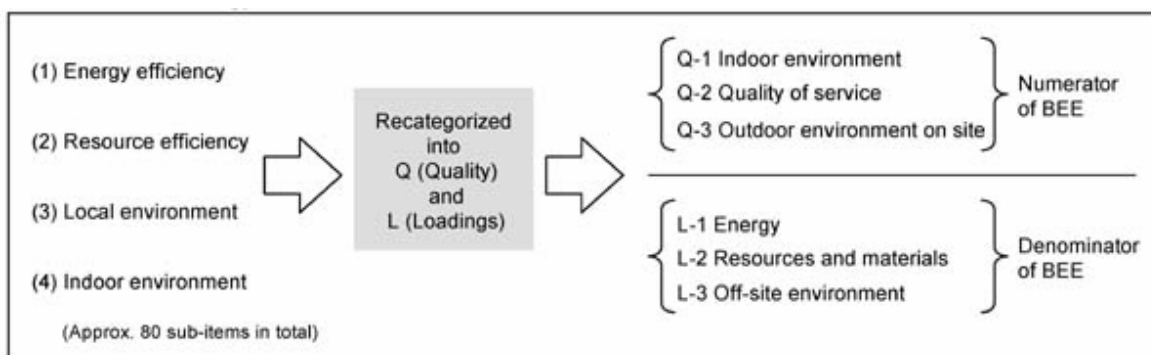 (1) Energy efficiency
(2) Resource efficiency
(3) Local environment
(4) Indoor environment
(Approx. 80 sub-items in total)
Recategorized
into
Q (Quality)
and
L (Loadings)
Q-1 Indoor environment
Q-2 Quality of service
Q-3 Outdoor environment on site
Numerator
of BEE
L-1 Energy
L-2 Resources and materials
L-3 Off-site environment
Denominator
of BEE